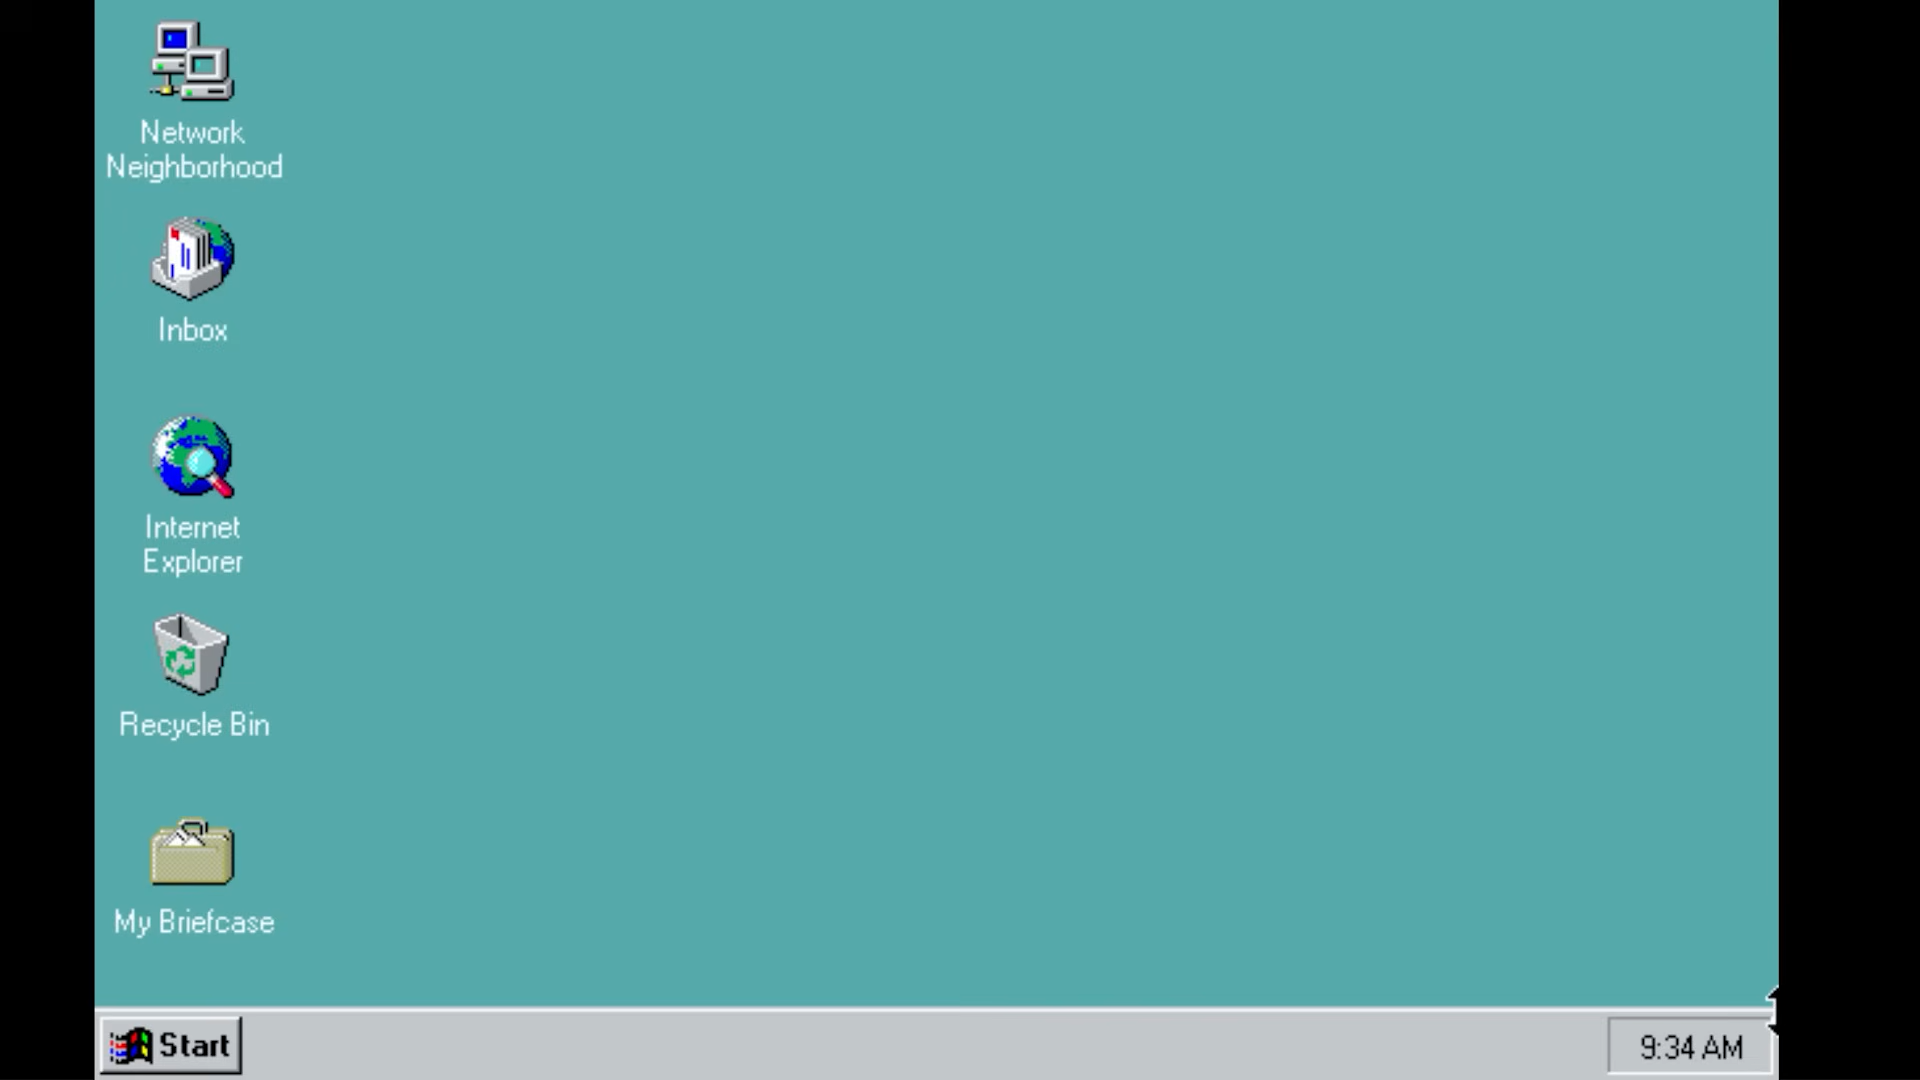 Network
Neighborhood
Inbox
Internet
Explorer
Recycle Bin
My Briefcase
Start
9:34 AM